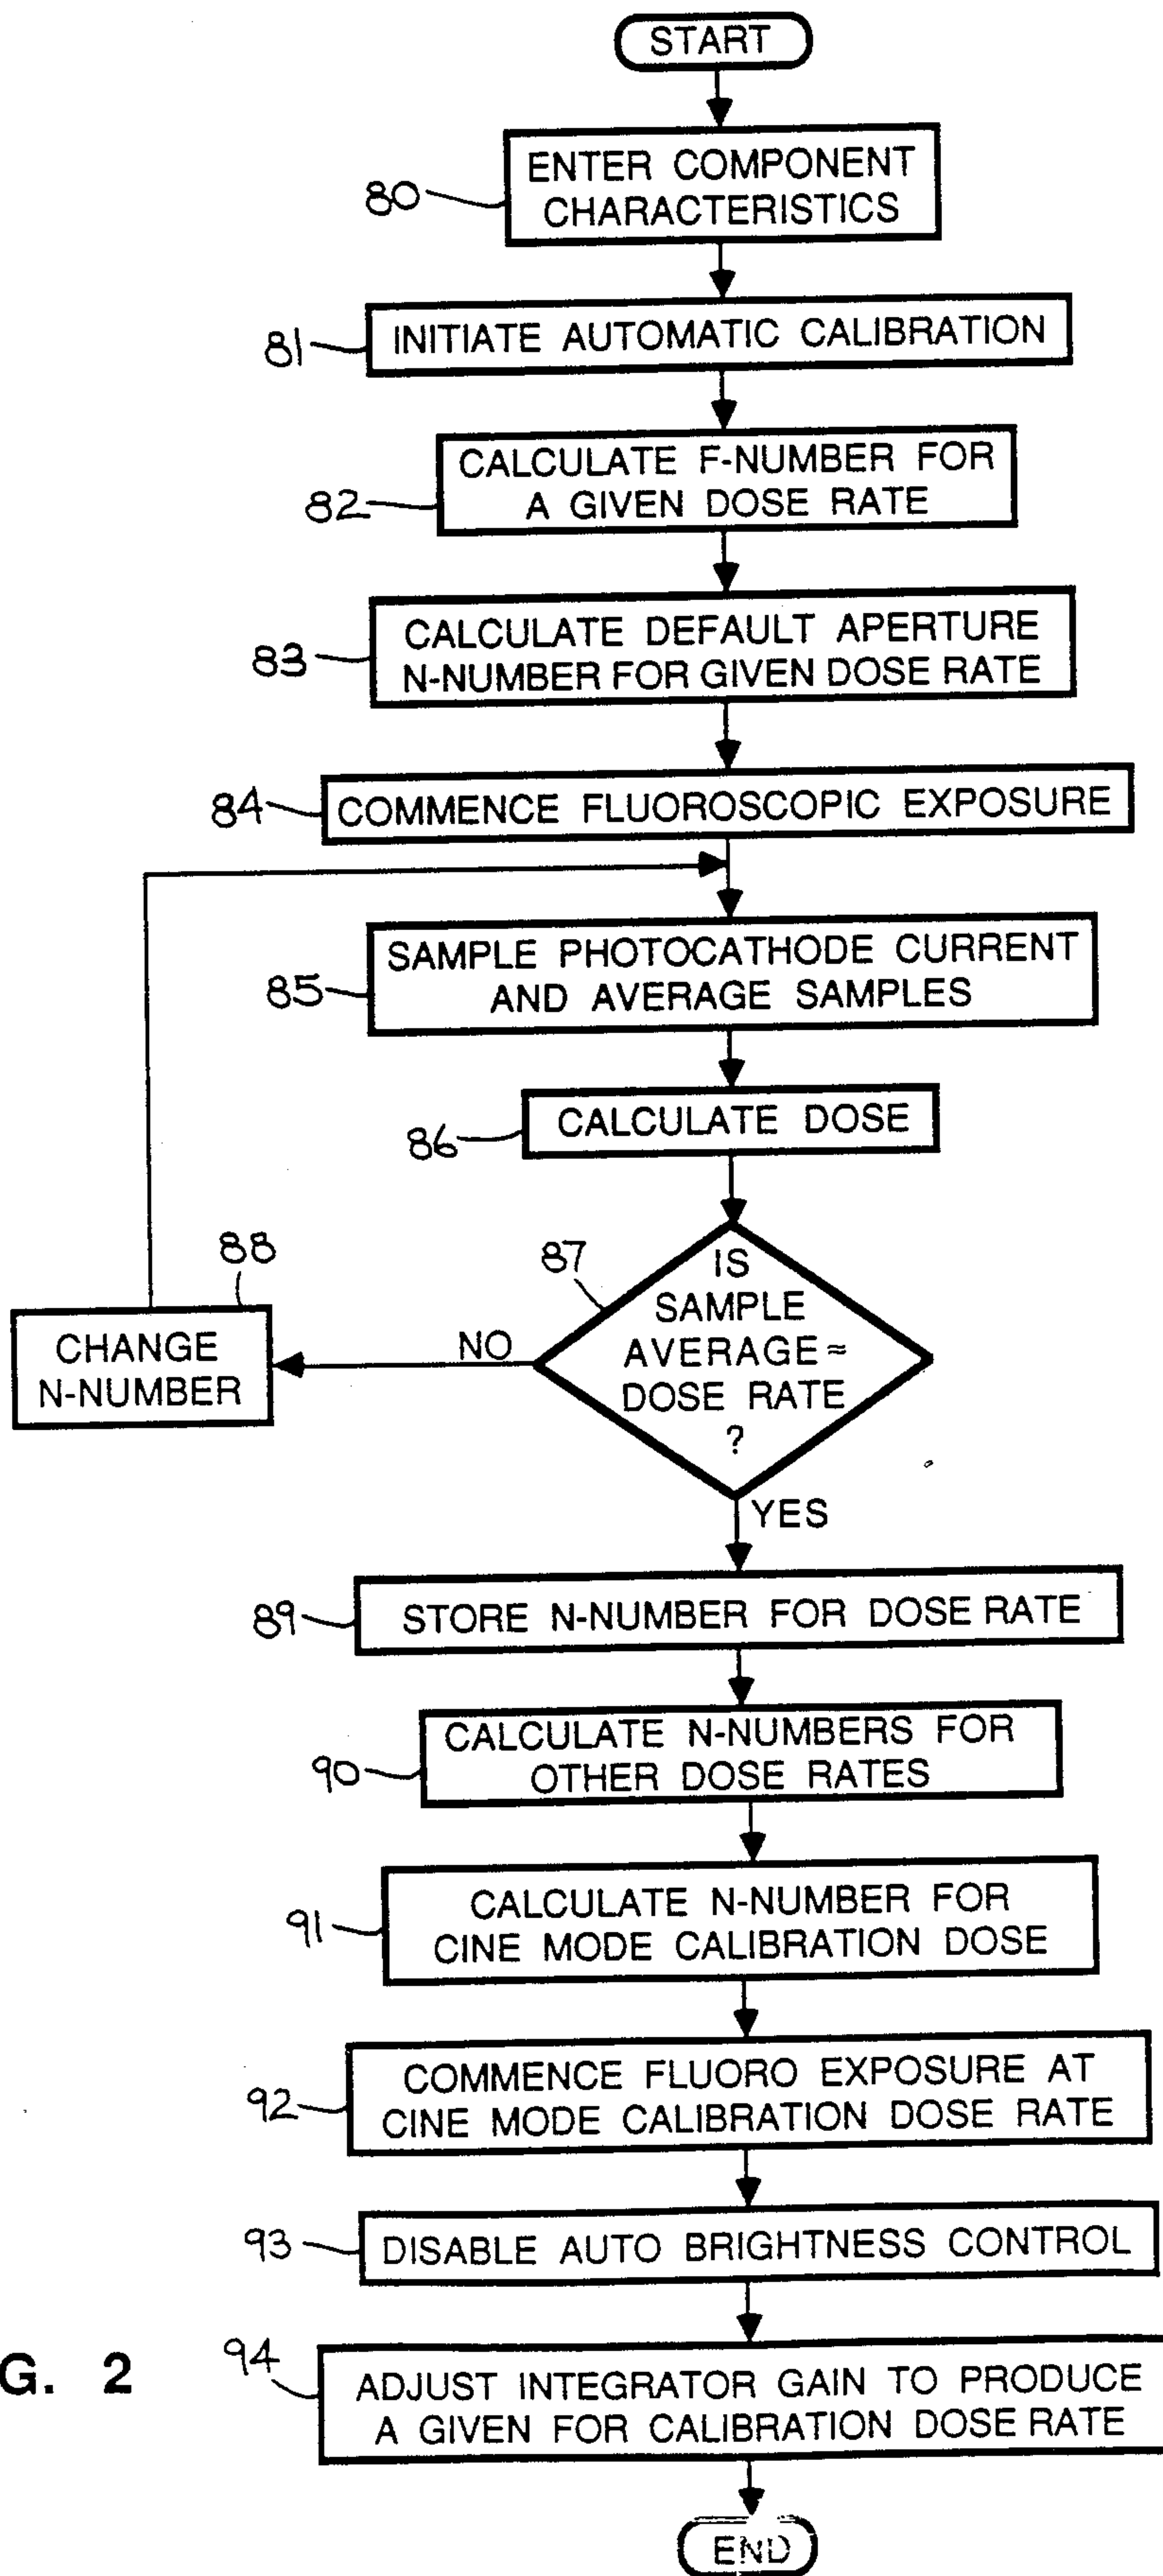 START
ENTER COMPONENT
CHARACTERISTICS
80
81
INITIATE AUTOMATIC CALIBRATION
CALCULATE F-NUMBER FOR
A GIVEN DOSE RATE
82
CALCULATE DEFAULT APERTURE
N-NUMBER FOR GIVEN DOSE RATE
83
84
COMMENCE FLUOROSCOPIC EXPOSURE
SAMPLE PHOTOCATHODE CURRENT
AND AVERAGE SAMPLES
85
CALCULATE DOSE
86
87
IS
SAMPLE
AVERAGE ≈
DOSE RATE
?
NO
88
CHANGE
N-NUMBER
YES
89
STORE N-NUMBER FOR DOSE RATE
CALCULATE N-NUMBERS FOR
OTHER DOSE RATES
90
CALCULATE N-NUMBER FOR
CINE MODE CALIBRATION DOSE
91
COMMENCE FLUORO EXPOSURE AT
CINE MODE CALIBRATION DOSE RATE
92
93
DISABLE AUTO BRIGHTNESS CONTROL
94
ADJUST INTEGRATOR GAIN TO PRODUCE
A GIVEN FOR CALIBRATION DOSE RATE
G. 2
END